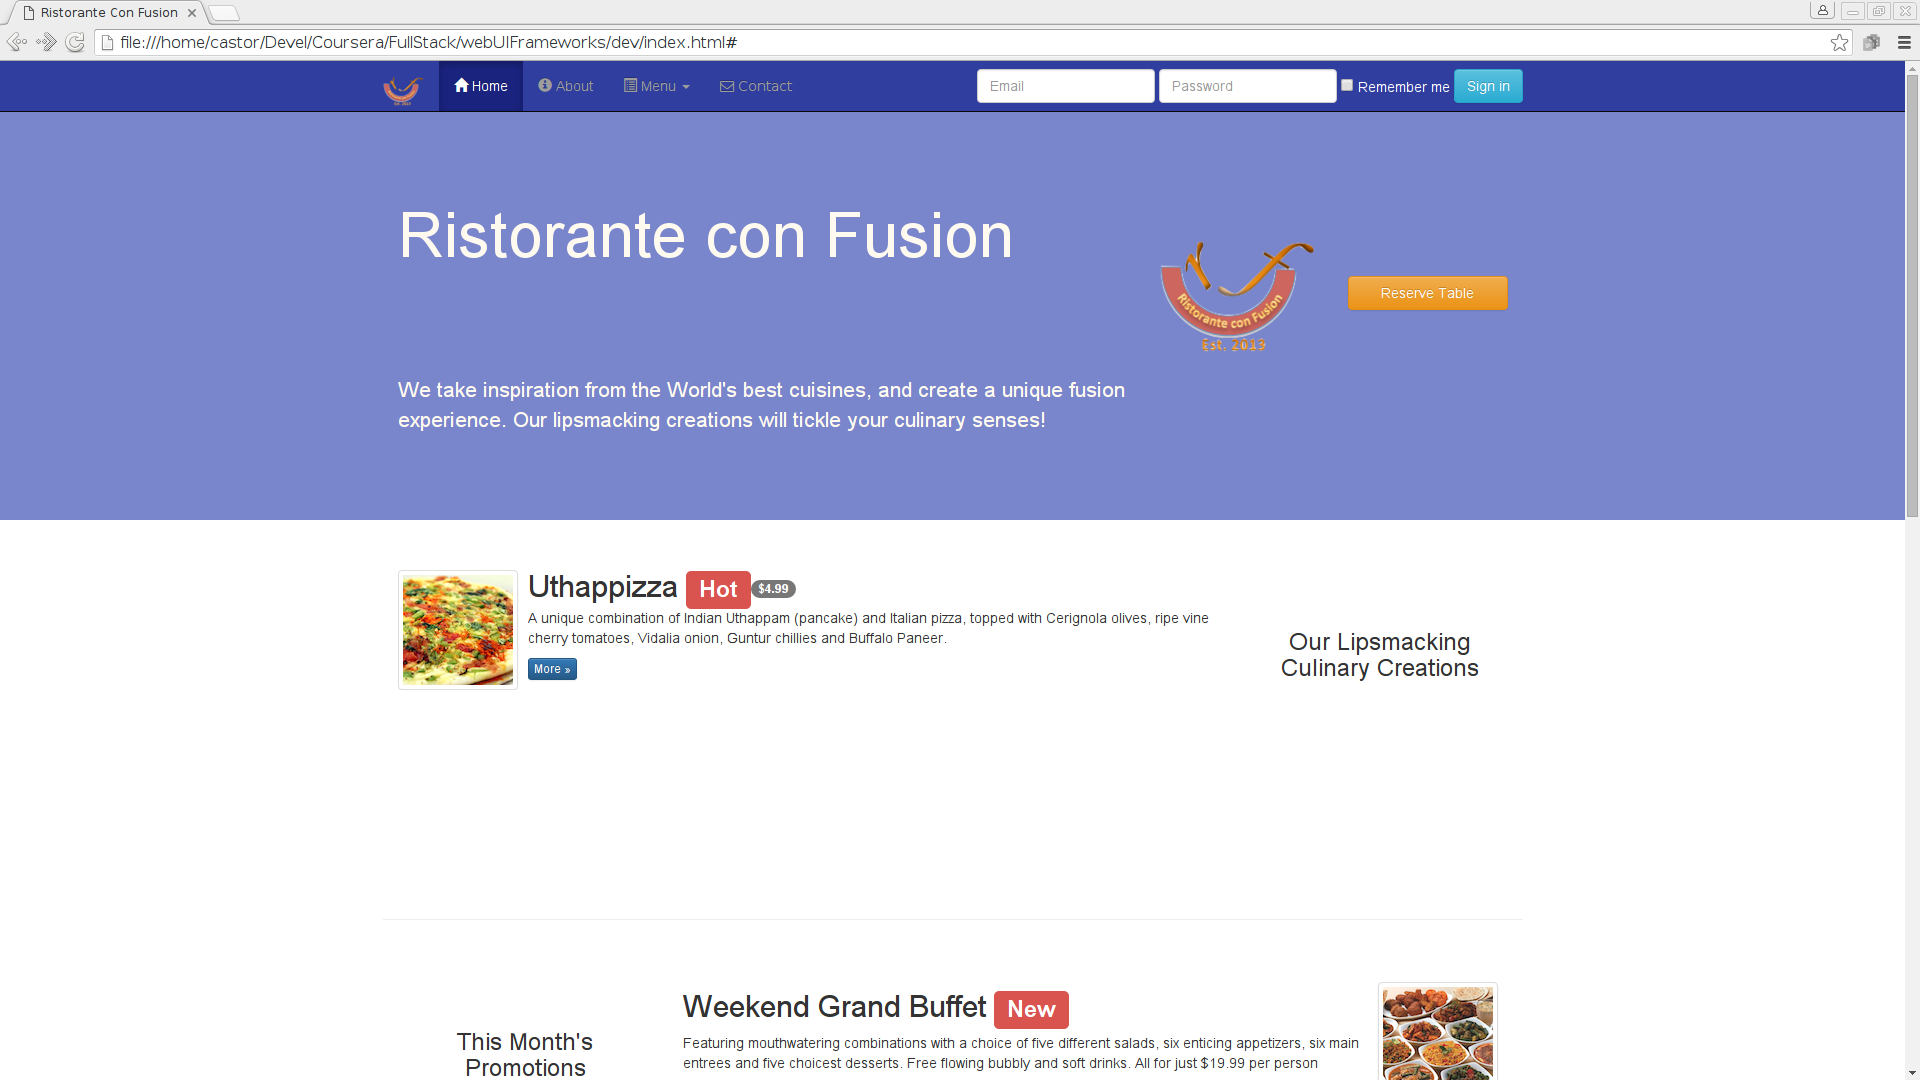 Ristorante Con Fusion
file:///home/castor/Devel/Coursera/FullStack/webUIFrameworks/dev/index.html#
Home About Menu Contact Email Password Remember me Sign in
Ristorante con Fusion
Ristorante con Fusion
Est. 2013
Reserve Table
We take inspiration from the World's best cuisines, and create a unique fusion
experience. Our lipsmacking creations will tickle your culinary senses!
Uthappizza Hot $4.99
A unique combination of Indian Uthappam (pancake) and Italian pizza, topped with Cerignola olives, ripe vine
cherry tomatoes, Vidalia onion, Guntur chillies and Buffalo Paneer.
More »
Our Lipsmacking
Culinary Creations
This Month's
Promotions
Weekend Grand Buffet New
Featuring mouthwatering combinations with a choice of five different salads, six enticing appetizers, six main
entrees and five choicest desserts. Free flowing bubbly and soft drinks. All for just $19.99 per person